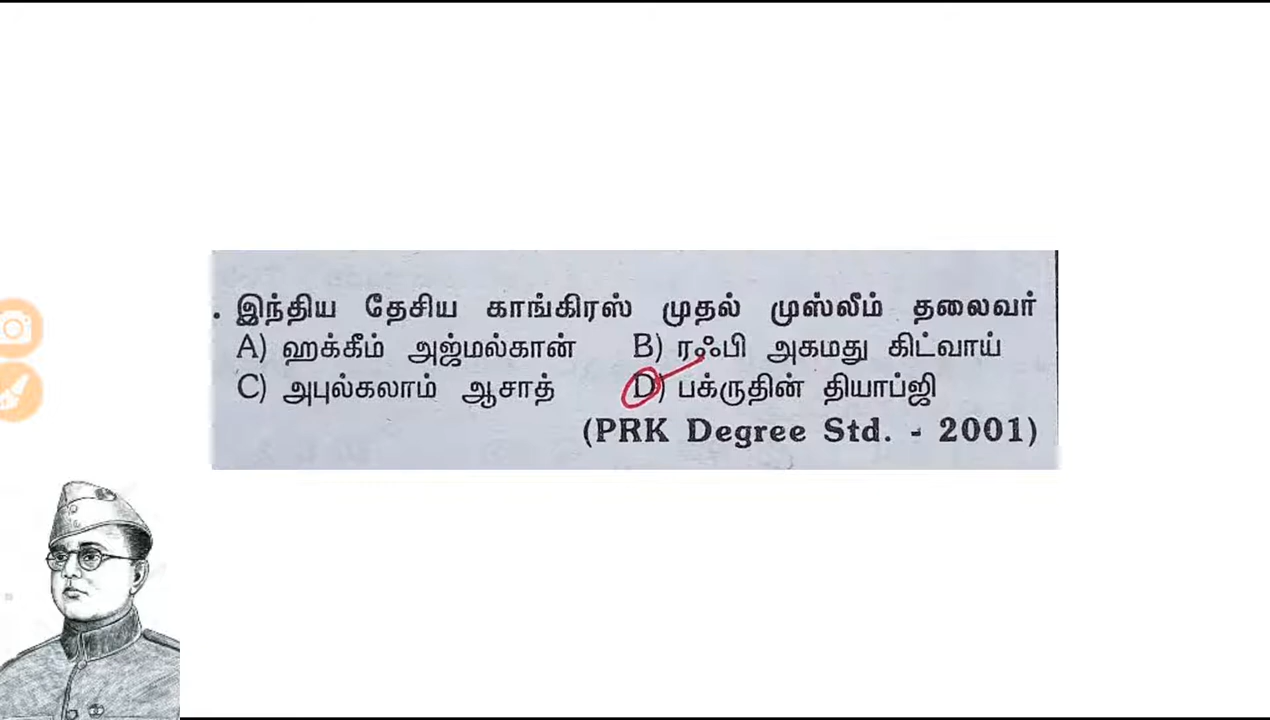 . இந்திய தேசிய காங்கிரஸ் முதல் முஸ்லீம் தலைவர்
A) ஹக்கீம் அஜ்மல்கான் B) ரஃபி அகமது கிட்வாய்
C) அபுல்கலாம் ஆசாத் D) பக்ருதின் தியாப்ஜி
(PRK Degree Std. - 2001)